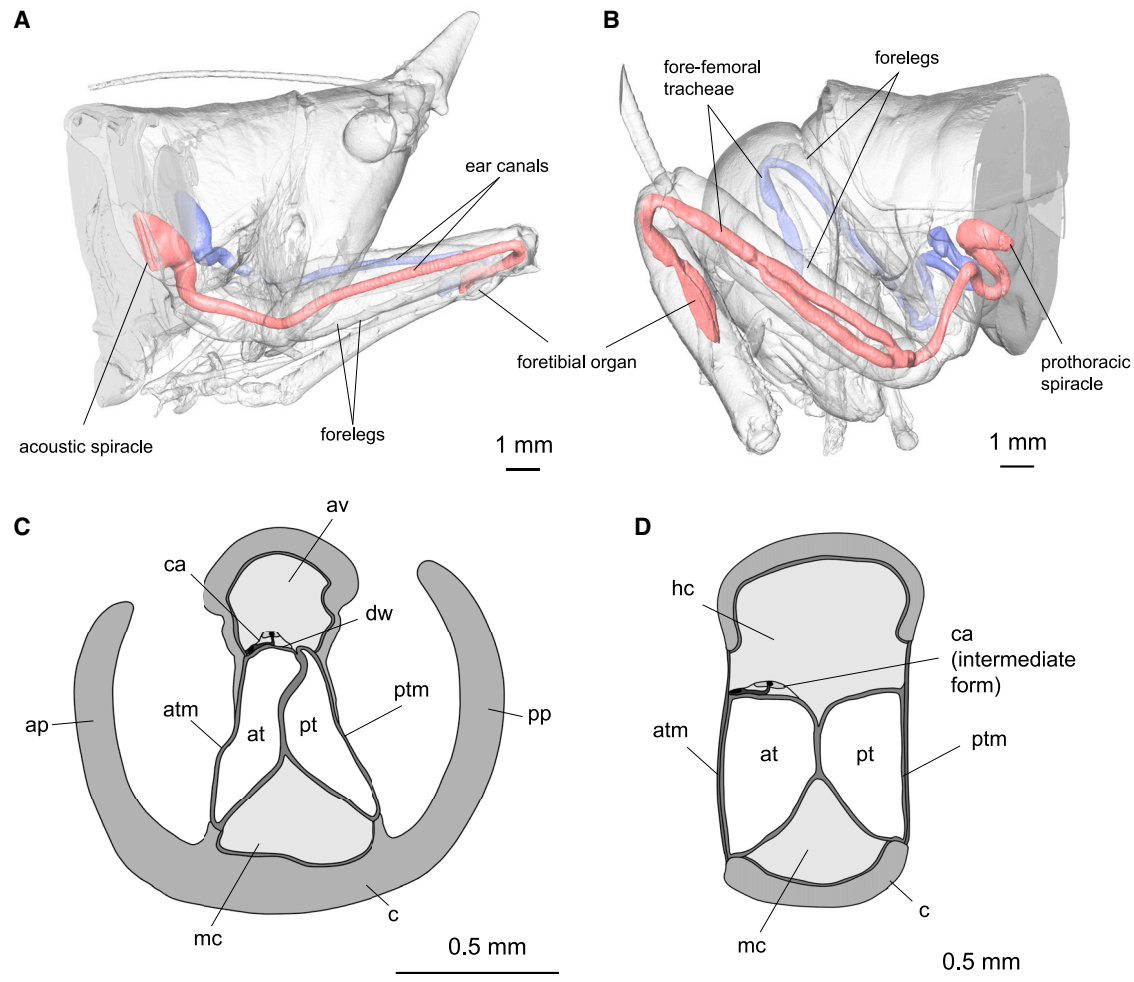 A
ear canals
foretibial organ
acoustic spiracle
forelegs
1 mm
B
fore-femoral
tracheae
forelegs
prothoracic
spiracle
1 mm
C
av
ca
dw
atm
ptm
ap
at
pt
pp
mc
c
0.5 mm
D
hc
ca
(intermediate
form)
atm
at
pt
ptm
c
mc
0.5 mm